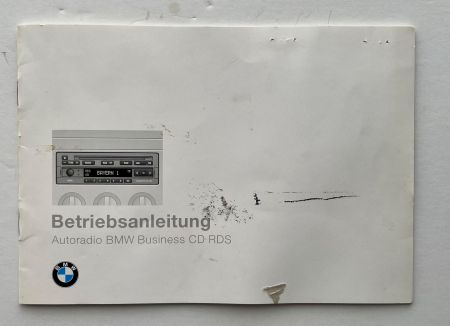 BAYERN 1
Betriebsanleitung
Autoradio BMW Business CD RDS
BMW